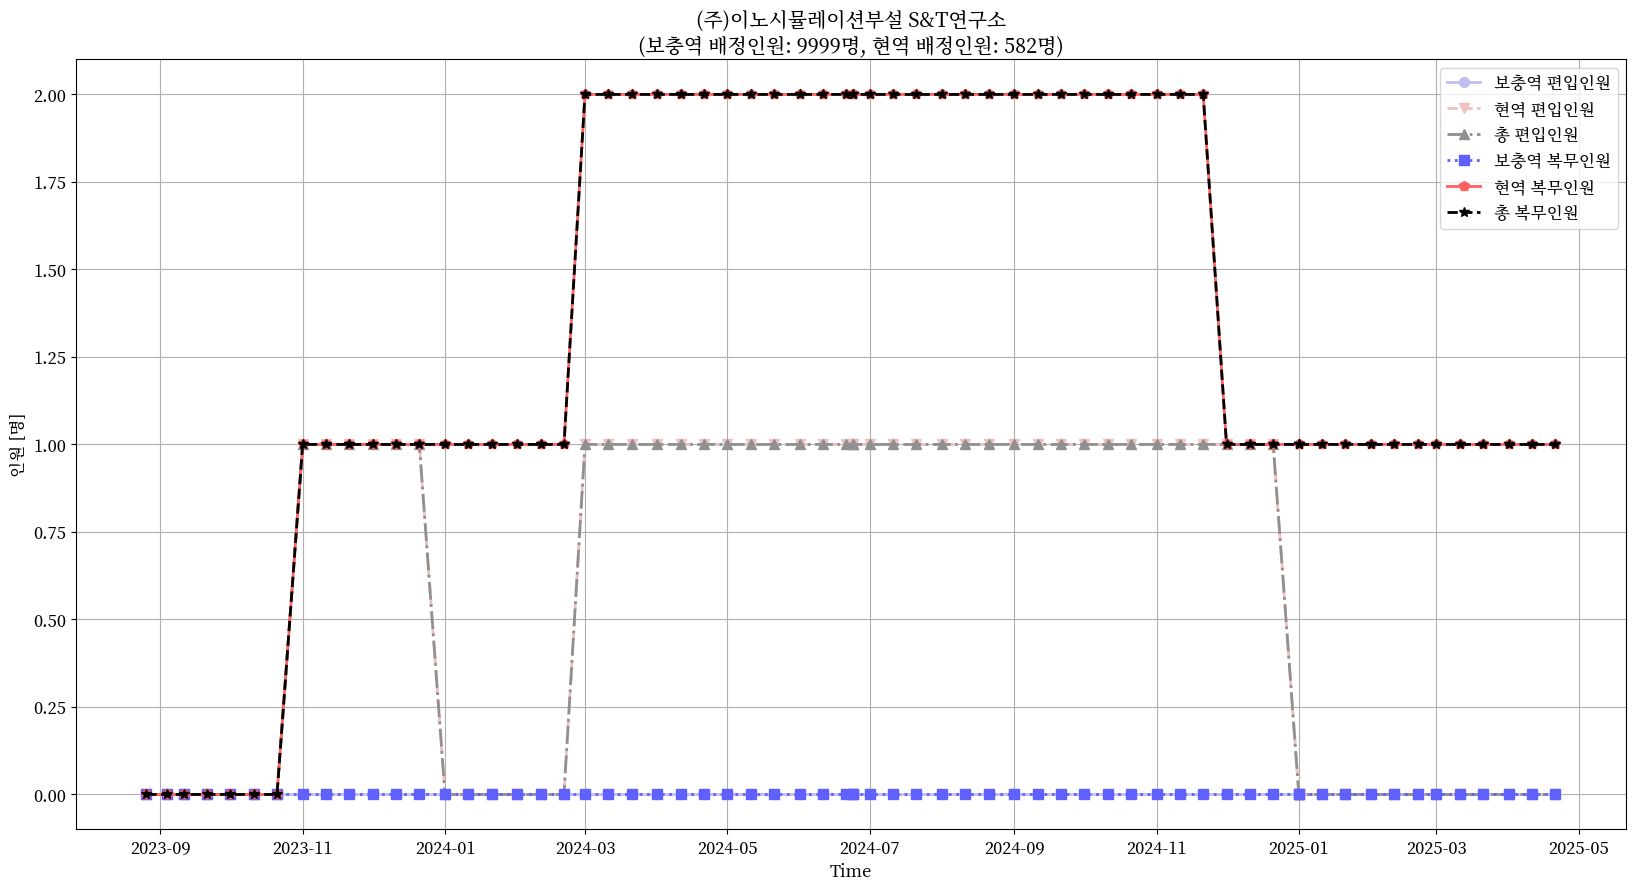 (주)이노시뮬레이션부설 S&T연구소
(보충역 배정인원: 9999명, 현역 배정인원: 582명)
보충역 편입인원
현역 편입인원
총 편입인원
보충역 복무인원
현역 복무인원
총 복무인원
2.00
1.75
1.50
1.25
1.00
0.75
0.50
0.25
0.00
인원 [명]
2023-09 2023-11 2024-01 2024-03 2024-05 2024-07 2024-09 2024-11 2025-01 2025-03 2025-05
Time